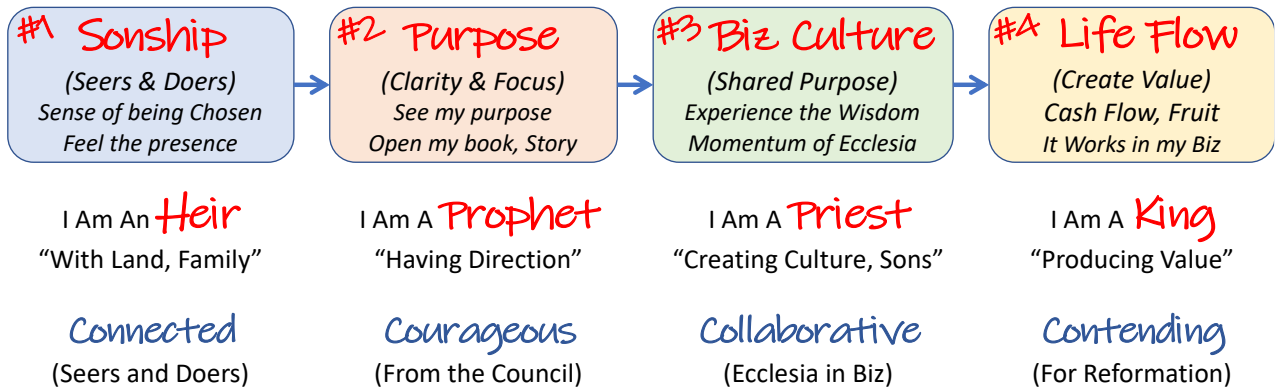 #1 Sonship
(Seers & Doers)
Sense of being Chosen
Feel the presence
#2 Purpose
(Clarity & Focus)
See my purpose
Open my book, Story
#3 Biz Culture
(Shared Purpose)
Experience the Wisdom
Momentum of Ecclesia
#4 Life Flow
(Create Value)
Cash Flow, Fruit
It Works in my Biz
I Am An Heir
“With Land, Family”
I Am A Prophet
“Having Direction”
I Am A Priest
“Creating Culture, Sons”
I Am A King
“Producing Value”
Connected
(Seers and Doers)
Courageous
(From the Council)
Collaborative
(Ecclesia in Biz)
Contending
(For Reformation)